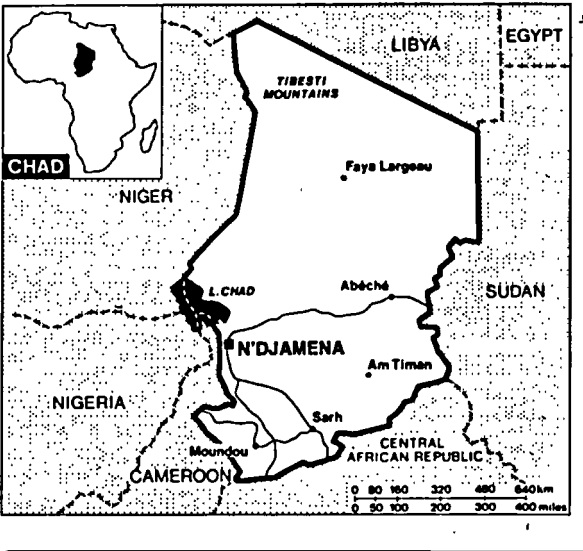 LIBYA
EGYPT
TIBESTI
MOUNTAINS
CHAD
Faya Largeau
NIGER
L.CHAD
Abéché
SUDAN
N'DJAMENA
Am Timan
NIGERIA
Sarh
Moundou
CENTRAL
AFRICAN REPUBLIC
CAMEROON
0 80 160 320 480 640km
0 50 100 200 300 400 miles